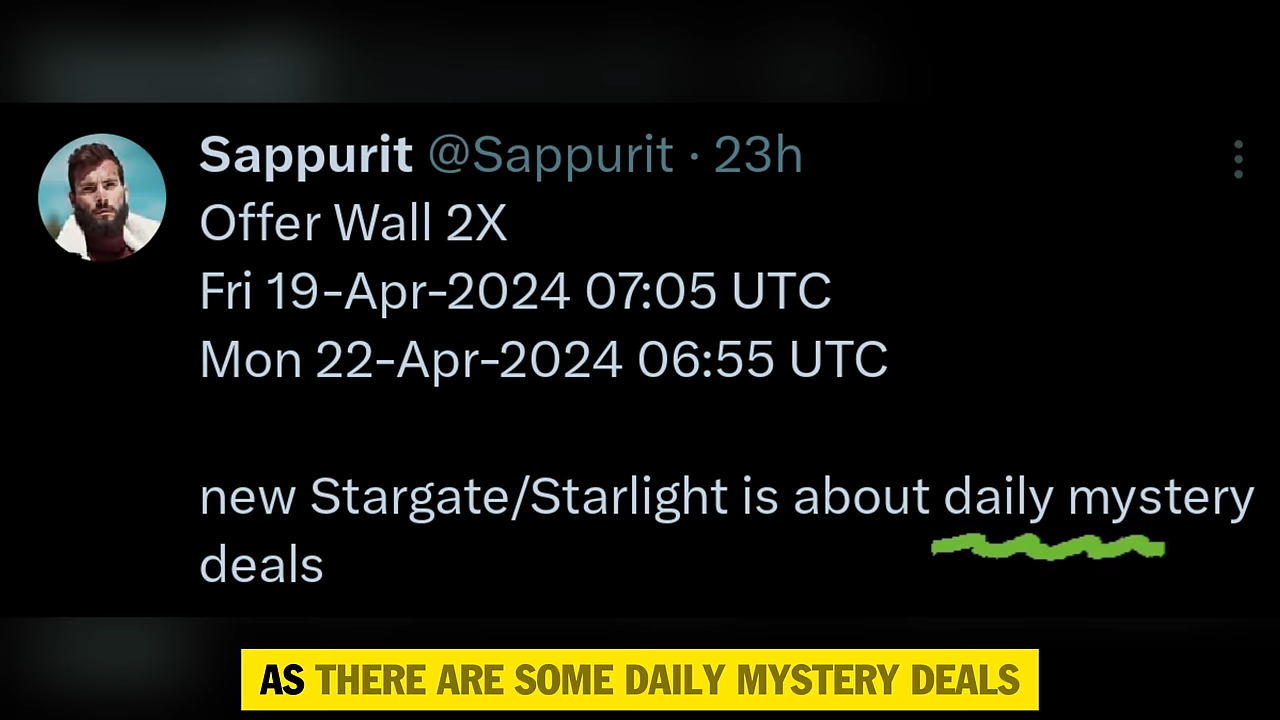 Sappurit @Sappurit · 23h
Offer Wall 2X
Fri 19-Apr-2024 07:05 UTC
Mon 22-Apr-2024 06:55 UTC
new Stargate/Starlight is about daily mystery
deals
AS THERE ARE SOME DAILY MYSTERY DEALS